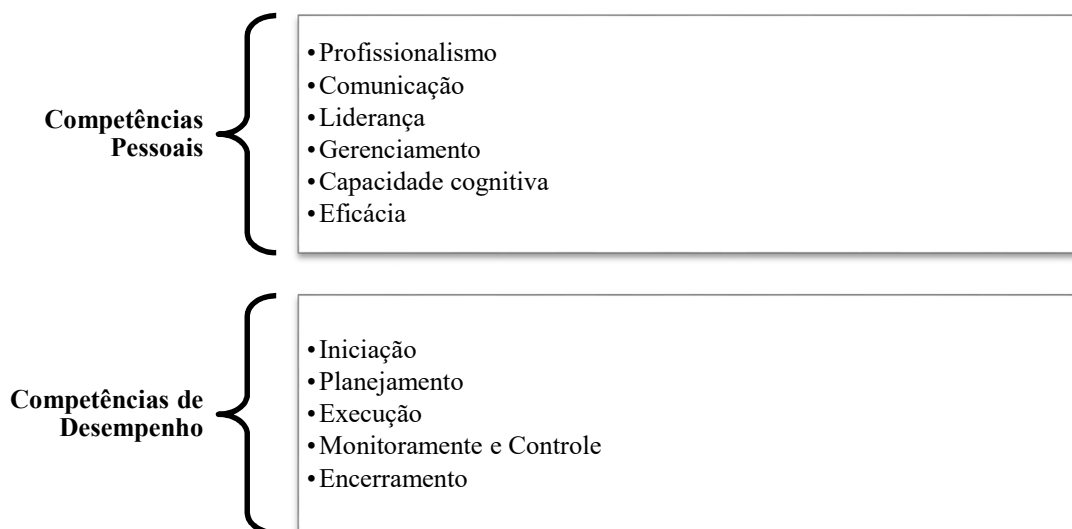 Competências
Pessoais
•Profissionalismo
•Comunicação
•Liderança
•Gerenciamento
•Capacidade cognitiva
•Eficácia
Competências de
Desempenho
•Iniciação
•Planejamento
•Execução
•Monitoramente e Controle
•Encerramento